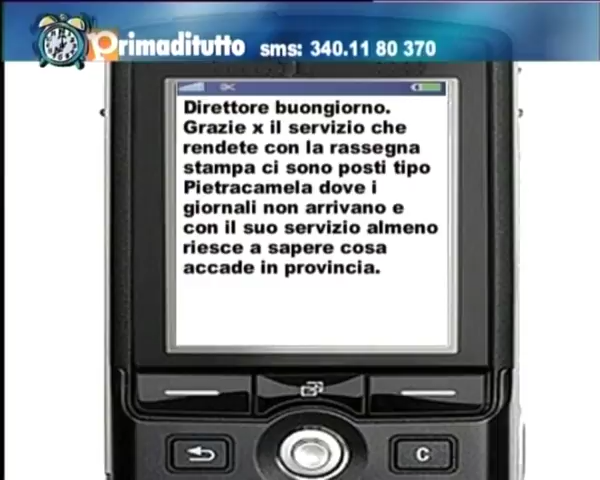 Primaditutto sms: 340.11 80 370
Direttore buongiorno.
Grazie x il servizio che
rendete con la rassegna
stampa ci sono posti tipo
Pietracamela dove i
giornali non arrivano e
con il suo servizio almeno
riesce a sapere cosa
accade in provincia.
C